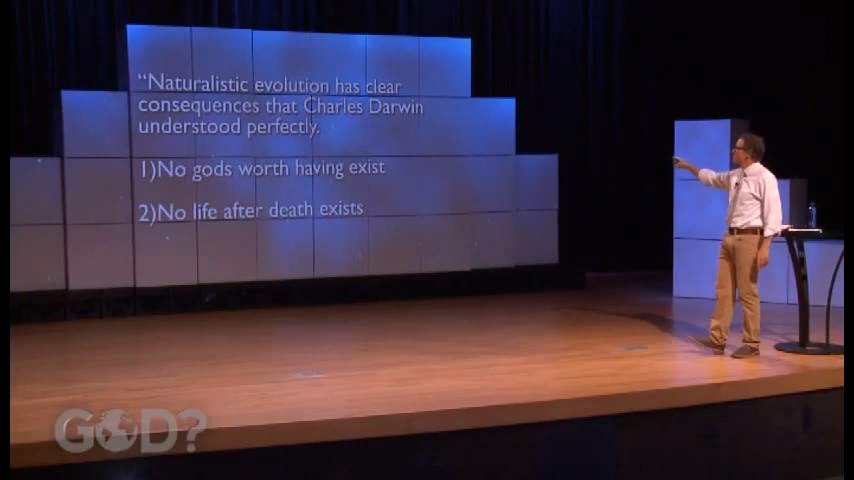 “Naturalistic evolution has clear
consequences that Charles Darwin
understood perfectly.
1)No gods worth having exist
2)No life after death exists
GOD?